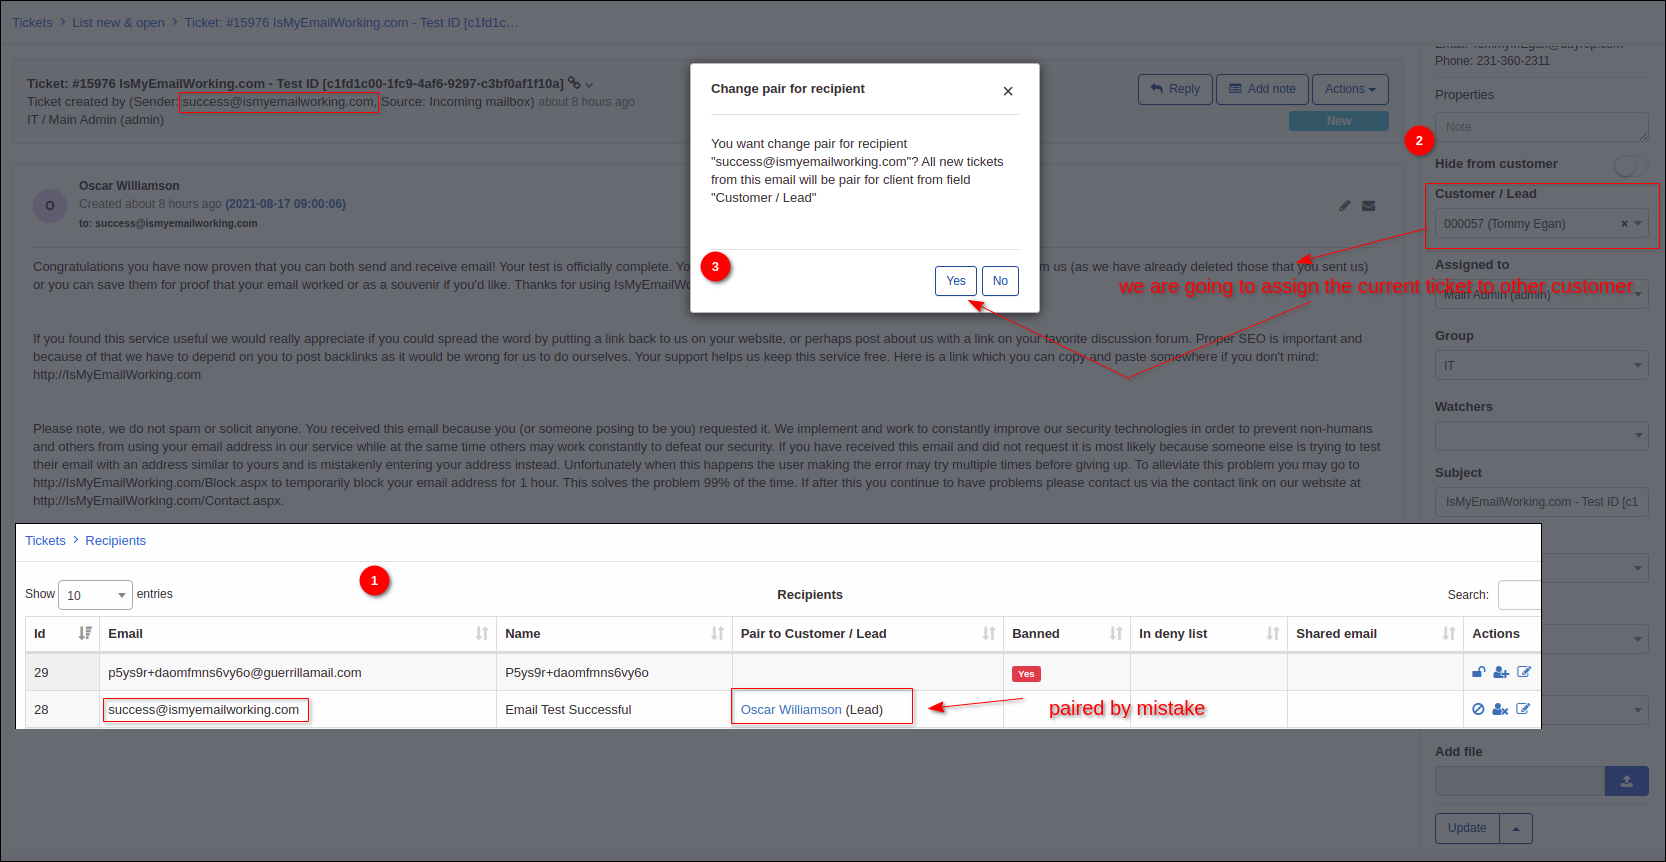 Tickets > List new & open > Ticket: #15976 IsMyEmailWorking.com - Test ID [c1fd1c…
Phone: 231-360-2311
Properties
Note
Hide from customer
Customer / Lead
000057 (Tommy Egan) ×
Assigned to
Main Admin (admin)
Group
IT
Watchers
Subject
IsMyEmailWorking.com - Test ID [c1
Add file
Update
Ticket: #15976 IsMyEmailWorking.com - Test ID [c1fd1c00-1fc9-4af6-9297-c3bf0af1f10a]
Ticket created by (Sender: success@ismyemailworking.com, Source: Incoming mailbox) about 8 hours ago
IT / Main Admin (admin)
Reply
Add note
Actions
New
2
Change pair for recipient ×
You want change pair for recipient
"success@ismyemailworking.com"? All new tickets
from this email will be pair for client from field
"Customer / Lead"
3
Yes
No
O
Oscar Williamson
Created about 8 hours ago (2021-08-17 09:00:06)
to: success@ismyemailworking.com
Congratulations you have now proven that you can both send and receive email! Your test is officially complete. Yo m us (as we have already deleted those that you sent us)
or you can save them for proof that your email worked or as a souvenir if you'd like. Thanks for using IsMyEmailWo
we are going to assign the current ticket to other customer
If you found this service useful we would really appreciate if you could spread the word by putting a link back to us on your website, or perhaps post about us with a link on your favorite discussion forum. Proper SEO is important and
because of that we have to depend on you to post backlinks as it would be wrong for us to do ourselves. Your support helps us keep this service free. Here is a link which you can copy and paste somewhere if you don't mind:
http://IsMyEmailWorking.com
Please note, we do not spam or solicit anyone. You received this email because you (or someone posing to be you) requested it. We implement and work to constantly improve our security technologies in order to prevent non-humans
and others from using your email address in our service while at the same time others may work constantly to defeat our security. If you have received this email and did not request it is most likely because someone else is trying to test
their email with an address similar to yours and is mistakenly entering your address instead. Unfortunately when this happens the user making the error may try multiple times before giving up. To alleviate this problem you may go to
http://IsMyEmailWorking.com/Block.aspx to temporarily block your email address for 1 hour. This solves the problem 99% of the time. If after this you continue to have problems please contact us via the contact link on our website at
http://IsMyEmailWorking.com/Contact.aspx.
Tickets > Recipients
1
Show 10 entries
Recipients
Search:
Id Email Name Pair to Customer / Lead Banned In deny list Shared email Actions
29 p5ys9r+daomfmns6vy6o@guerrillamail.com P5ys9r+daomfmns6vy6o Yes
28 success@ismyemailworking.com Email Test Successful Oscar Williamson (Lead)
paired by mistake